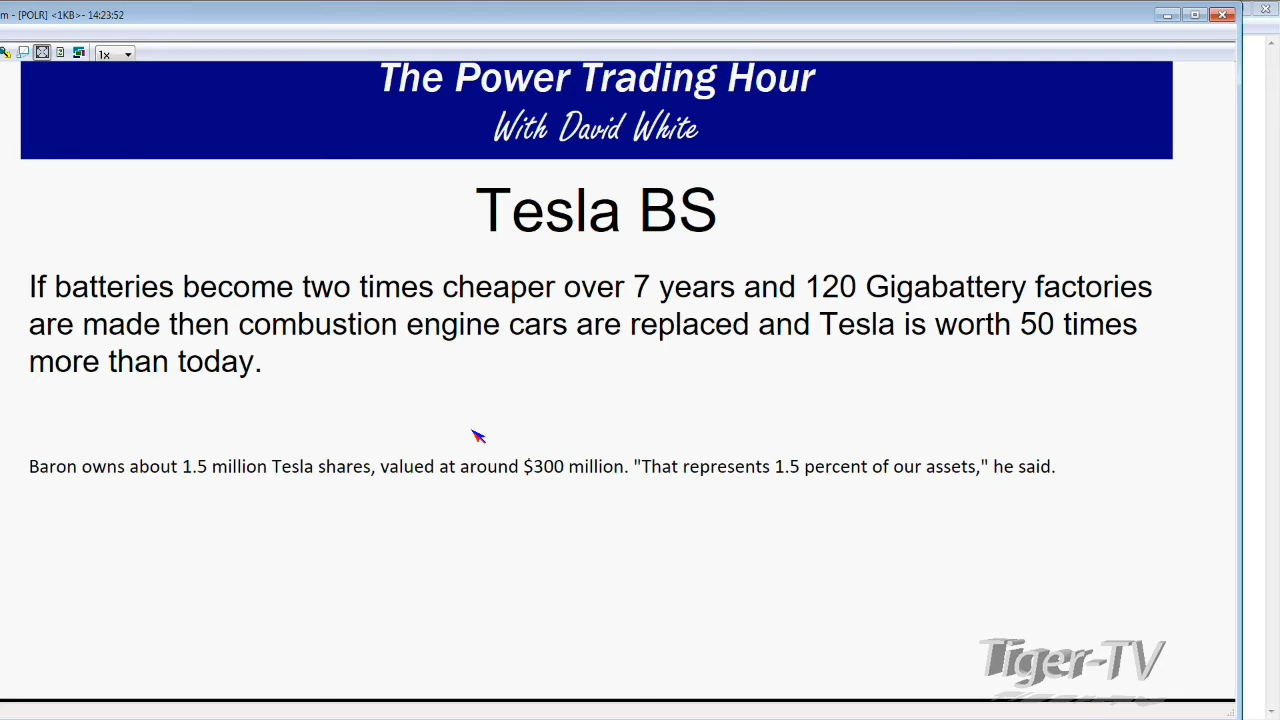 m - [POLR] <1KB>- 14:23:52
1x
The Power Trading Hour
With David White
Tesla BS
If batteries become two times cheaper over 7 years and 120 Gigabattery factories
are made then combustion engine cars are replaced and Tesla is worth 50 times
more than today.
Baron owns about 1.5 million Tesla shares, valued at around $300 million. "That represents 1.5 percent of our assets," he said.
Tiger-TV